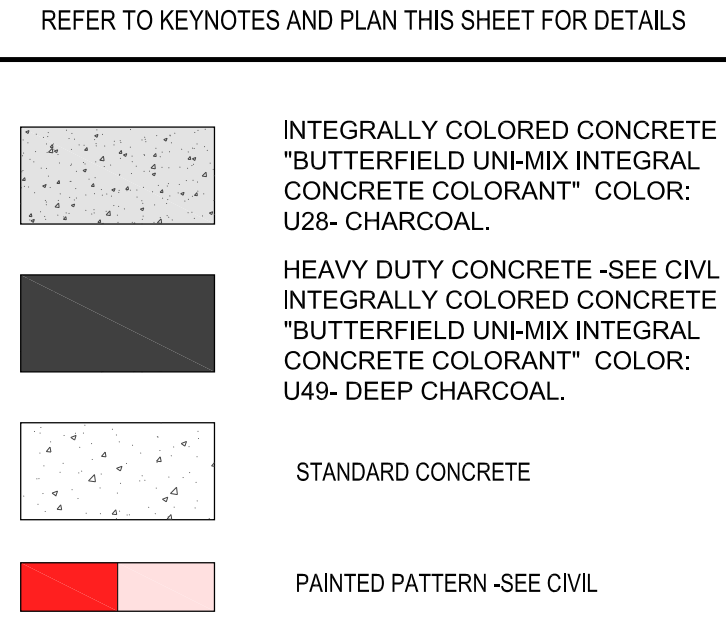 REFER TO KEYNOTES AND PLAN THIS SHEET FOR DETAILS
INTEGRALLY COLORED CONCRETE
"BUTTERFIELD UNI-MIX INTEGRAL
CONCRETE COLORANT" COLOR:
U28- CHARCOAL.
HEAVY DUTY CONCRETE -SEE CIVL
INTEGRALLY COLORED CONCRETE
"BUTTERFIELD UNI-MIX INTEGRAL
CONCRETE COLORANT" COLOR:
U49- DEEP CHARCOAL.
STANDARD CONCRETE
PAINTED PATTERN -SEE CIVIL